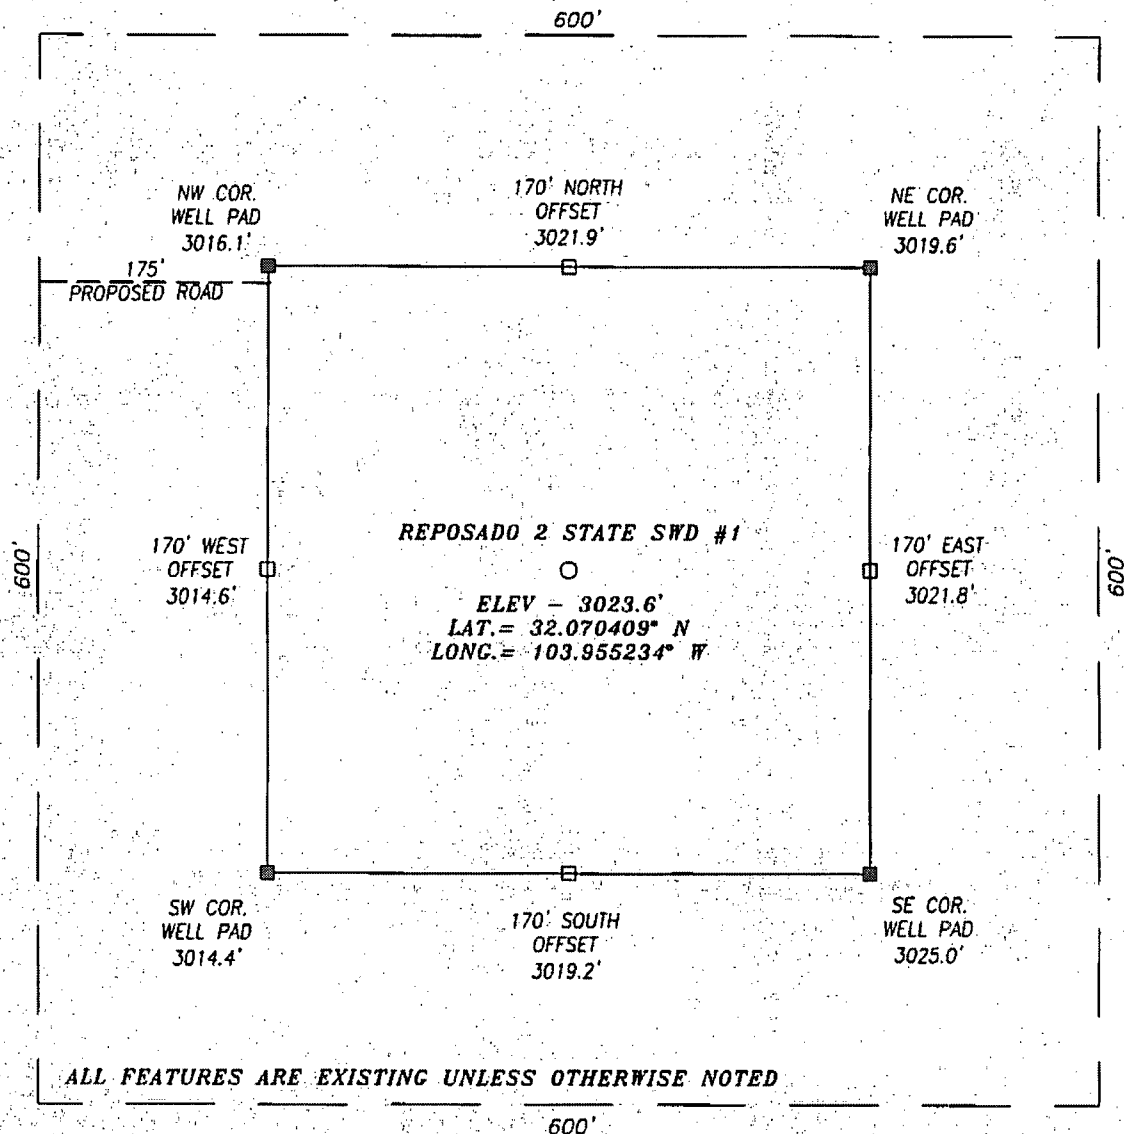 600'
NW COR.
WELL PAD
3016.1'
170' NORTH
OFFSET
3021.9'
NE COR.
WELL PAD
3019.6'
175'
PROPOSED ROAD
600'
170' WEST
OFFSET
3014.6'
REPOSADO 2 STATE SWD #1
ELEV - 3023.6'
LAT.= 32.070409° N
LONG.= 103.955234° W
170' EAST
OFFSET
3021.8'
600'
SW COR.
WELL PAD
3014.4'
170' SOUTH
OFFSET
3019.2'
SE COR.
WELL PAD
3025.0'
ALL FEATURES ARE EXISTING UNLESS OTHERWISE NOTED
600'